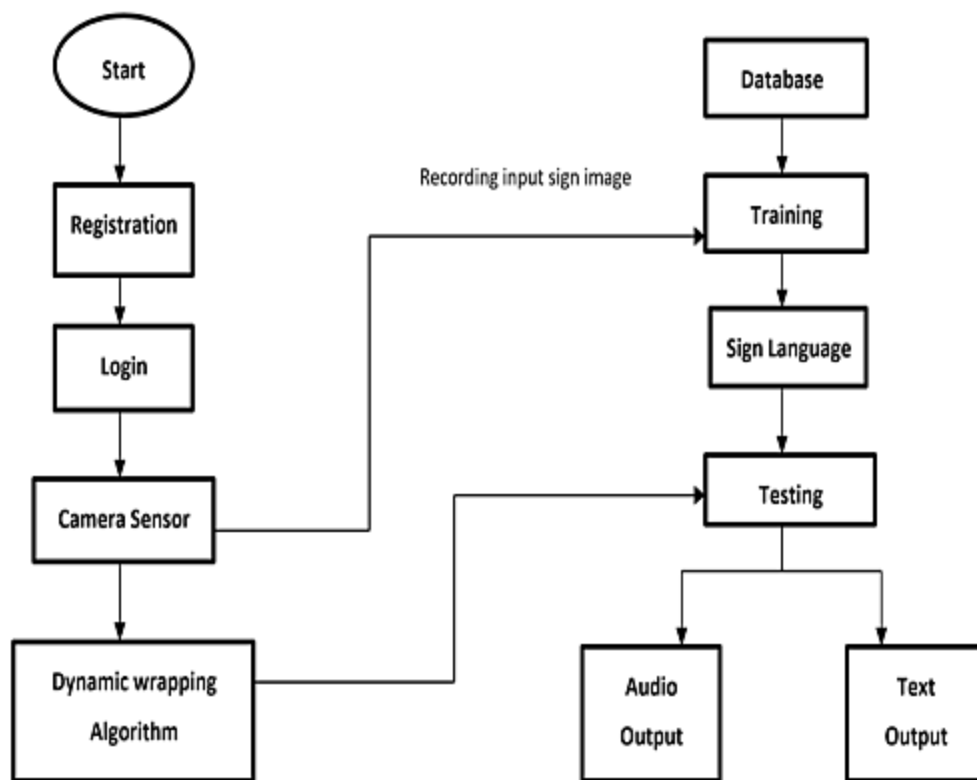 Start
Registration
Login
Camera Sensor
Dynamic wrapping
Algorithm
Recording input sign image
Database
Training
Sign Language
Testing
Audio
Output
Text
Output